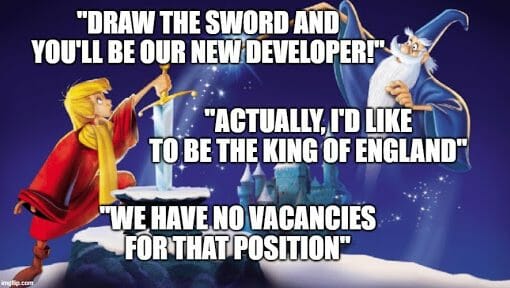 "DRAW THE SWORD AND
YOU'LL BE OUR NEW DEVELOPER!"
"ACTUALLY, I'D LIKE
TO BE THE KING OF ENGLAND"
"WE HAVE NO VACANCIES
FOR THAT POSITION"
imgflip.com